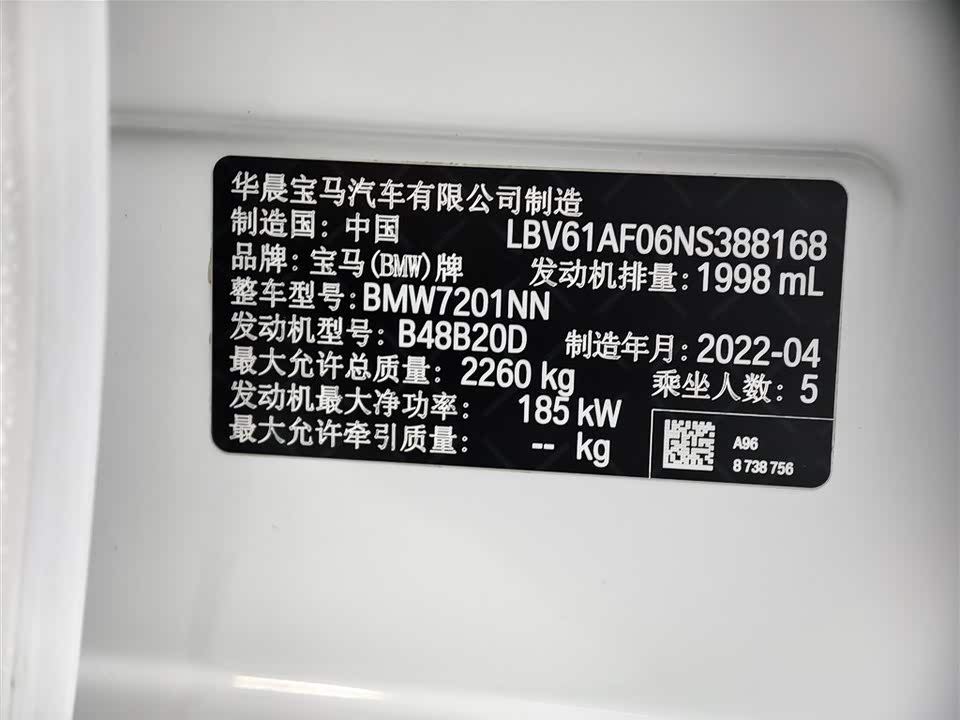 华晨宝马汽车有限公司制造
制造国：中国 LBV61AF06NS388168
品牌：宝马(BMW)牌 发动机排量：1998 mL
整车型号：BMW7201NN
发动机型号：B48B20D 制造年月：2022-04
最大允许总质量：2260 kg 乘坐人数：5
发动机最大净功率：185 kW
最大允许牵引质量：-- kg
A96
8 738 756